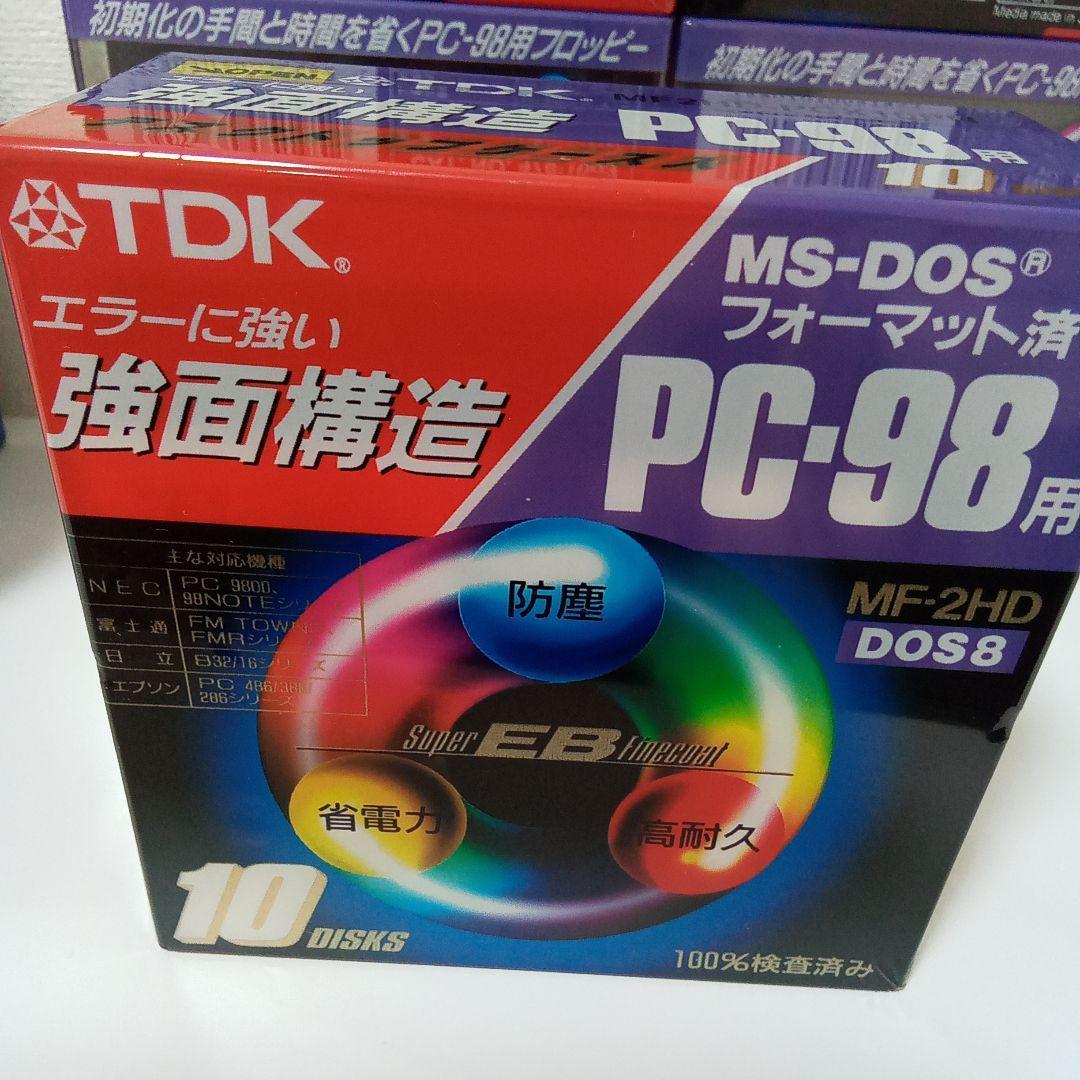 初期化の手間と時間を省くPC-98用フロッピー
初期化の手間と時間を省くPC-98
OPEN
TDK®
強面構造
PC-98用
10
TDK®
エラーに強い
強面構造
MS-DOS®
フォーマット済
PC-98用
MF-2HD
DOS8
主な対応機種
NEC PC 9800、
98NOTEシリ
富士通 FM TOWN
FMRシリ
日立 B32/16シリーズ
エプソン PC 486/386/
286シリーズ
防塵
Super EB Finecoat
省電力
高耐久
10 DISKS
100%検査済み